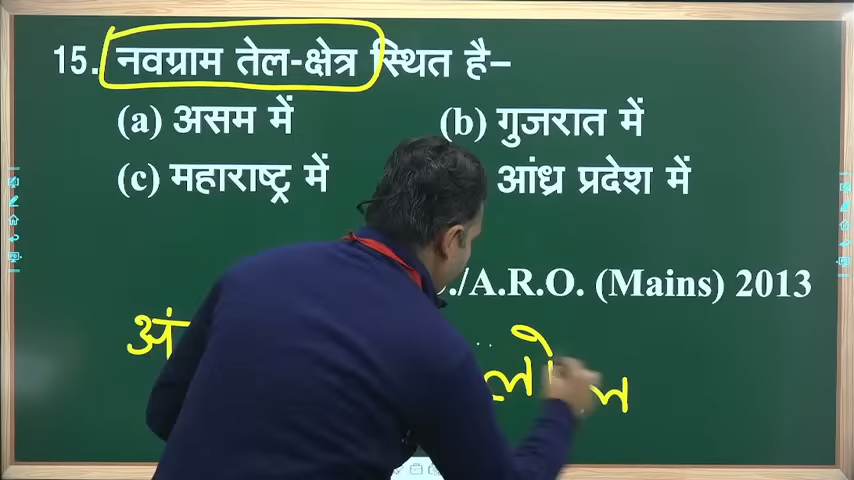 15. नवग्राम तेल-क्षेत्र स्थित है–
(a) असम में (b) गुजरात में
(c) महाराष्ट्र में आंध्र प्रदेश में
./A.R.O. (Mains) 2013
अं